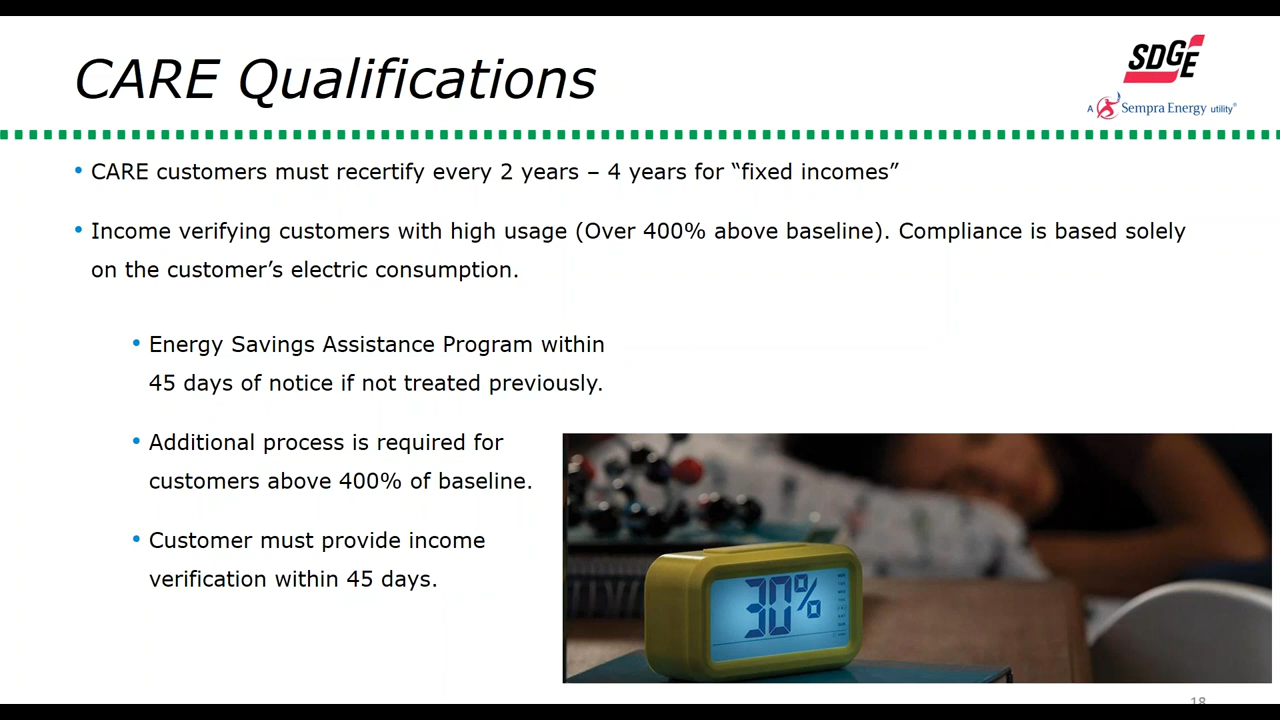 CARE Qualifications
SDGE
A Sempra Energy utility®
• CARE customers must recertify every 2 years – 4 years for “fixed incomes”
• Income verifying customers with high usage (Over 400% above baseline). Compliance is based solely
on the customer’s electric consumption.
• Energy Savings Assistance Program within
45 days of notice if not treated previously.
• Additional process is required for
customers above 400% of baseline.
• Customer must provide income
verification within 45 days.
30%
18